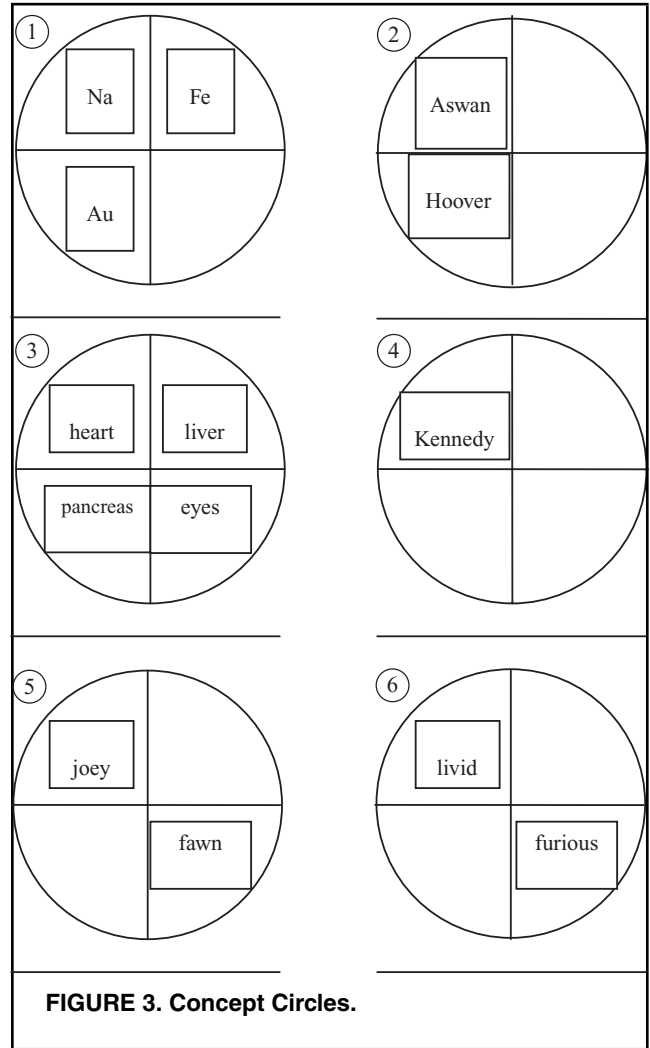 1
2
Na Fe
Aswan
Au
Hoover
3
4
heart liver
Kennedy
pancreas eyes
5
6
joey
livid
fawn
furious
FIGURE 3. Concept Circles.